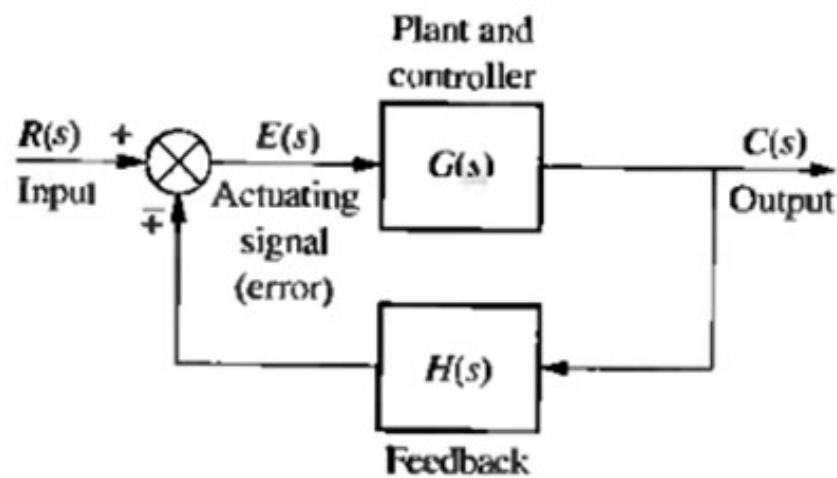 Plant and
controller
R(s) +
E(s)
G(s)
C(s)
Input
Actuating
signal
(error)
Output
∓
H(s)
Feedback